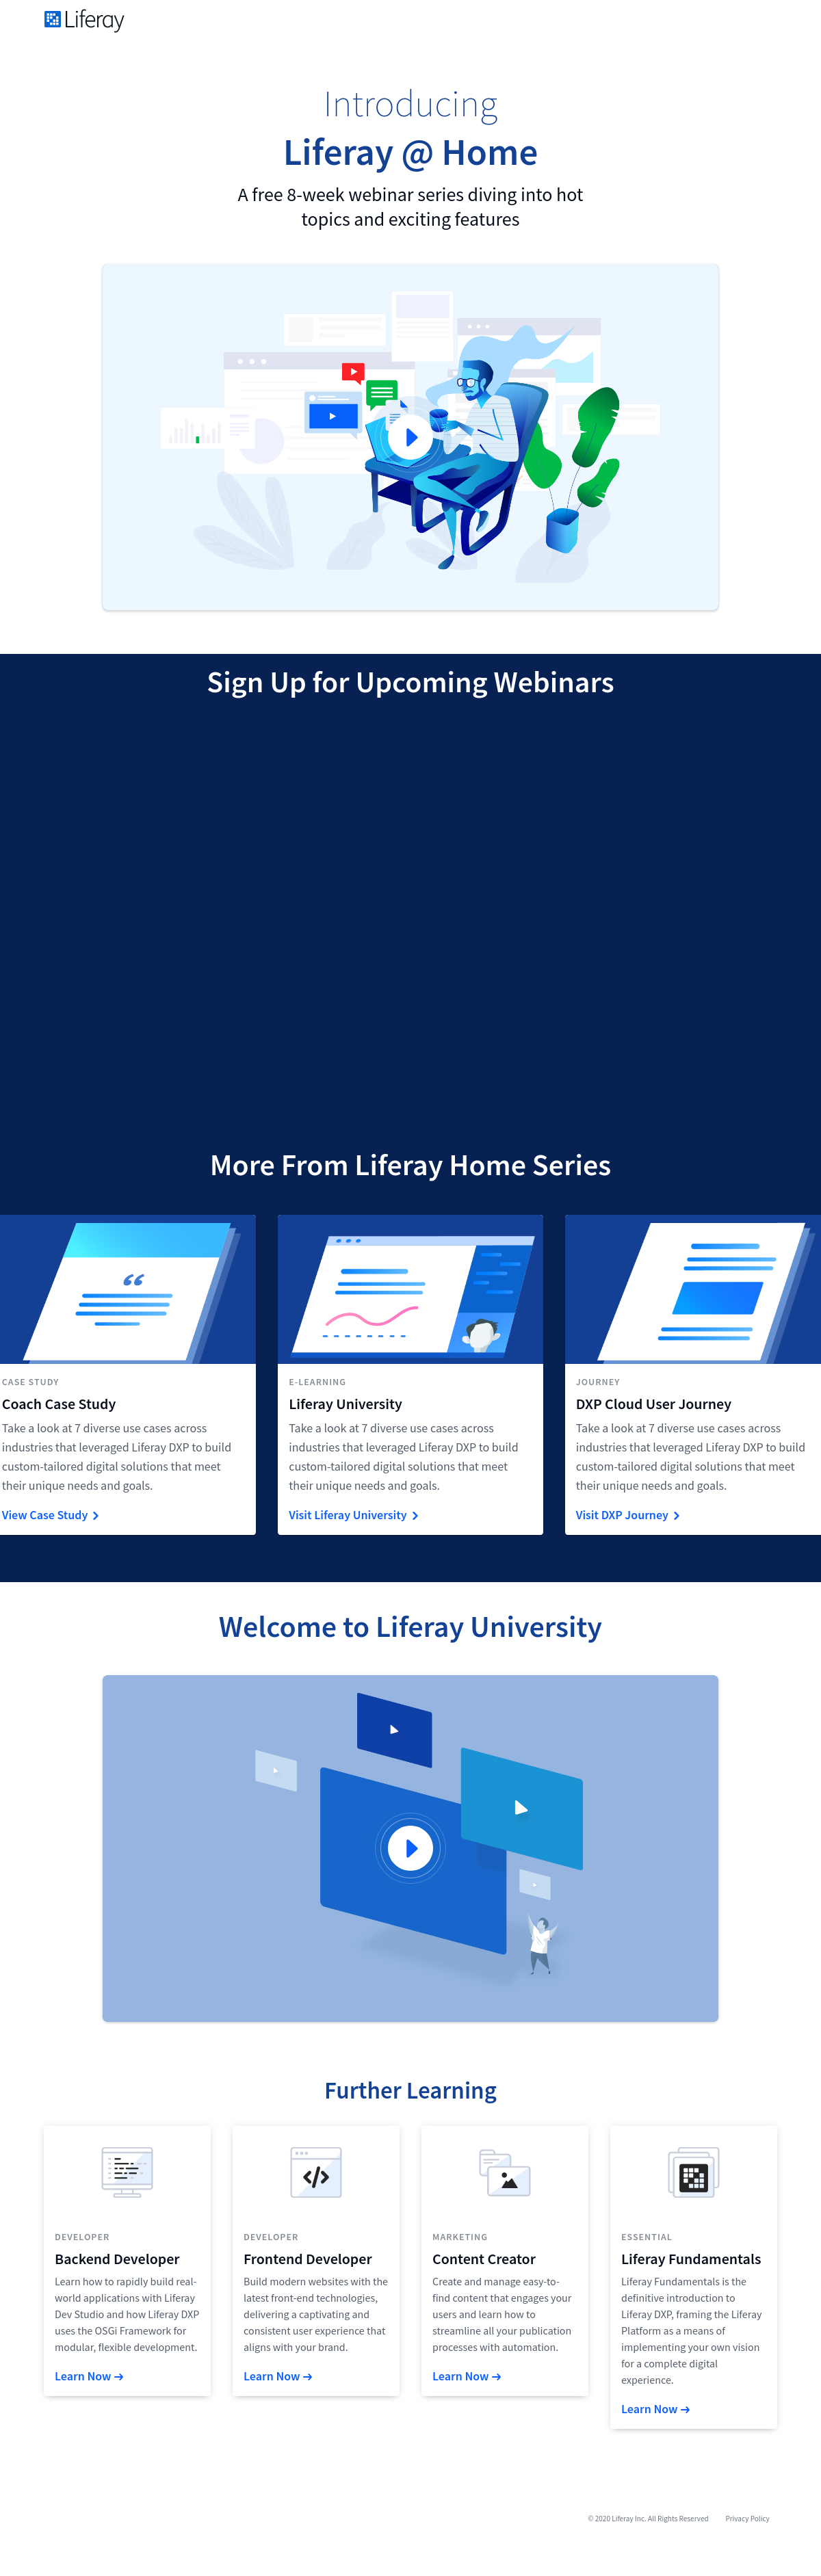 Liferay
Introducing
Liferay @ Home
A free 8-week webinar series diving into hot
topics and exciting features
Sign Up for Upcoming Webinars
More From Liferay Home Series
CASE STUDY
Coach Case Study
Take a look at 7 diverse use cases across
industries that leveraged Liferay DXP to build
custom-tailored digital solutions that meet
their unique needs and goals.
View Case Study
E-LEARNING
Liferay University
Take a look at 7 diverse use cases across
industries that leveraged Liferay DXP to build
custom-tailored digital solutions that meet
their unique needs and goals.
Visit Liferay University
JOURNEY
DXP Cloud User Journey
Take a look at 7 diverse use cases across
industries that leveraged Liferay DXP to build
custom-tailored digital solutions that meet
their unique needs and goals.
Visit DXP Journey
Welcome to Liferay University
Further Learning
DEVELOPER
Backend Developer
Learn how to rapidly build real-
world applications with Liferay
Dev Studio and how Liferay DXP
uses the OSGi Framework for
modular, flexible development.
Learn Now →
DEVELOPER
Frontend Developer
Build modern websites with the
latest front-end technologies,
delivering a captivating and
consistent user experience that
aligns with your brand.
Learn Now →
MARKETING
Content Creator
Create and manage easy-to-
find content that engages your
users and learn how to
streamline all your publication
processes with automation.
Learn Now →
ESSENTIAL
Liferay Fundamentals
Liferay Fundamentals is the
definitive introduction to
Liferay DXP, framing the Liferay
Platform as a means of
implementing your own vision
for a complete digital
experience.
Learn Now →
© 2020 Liferay Inc. All Rights Reserved Privacy Policy